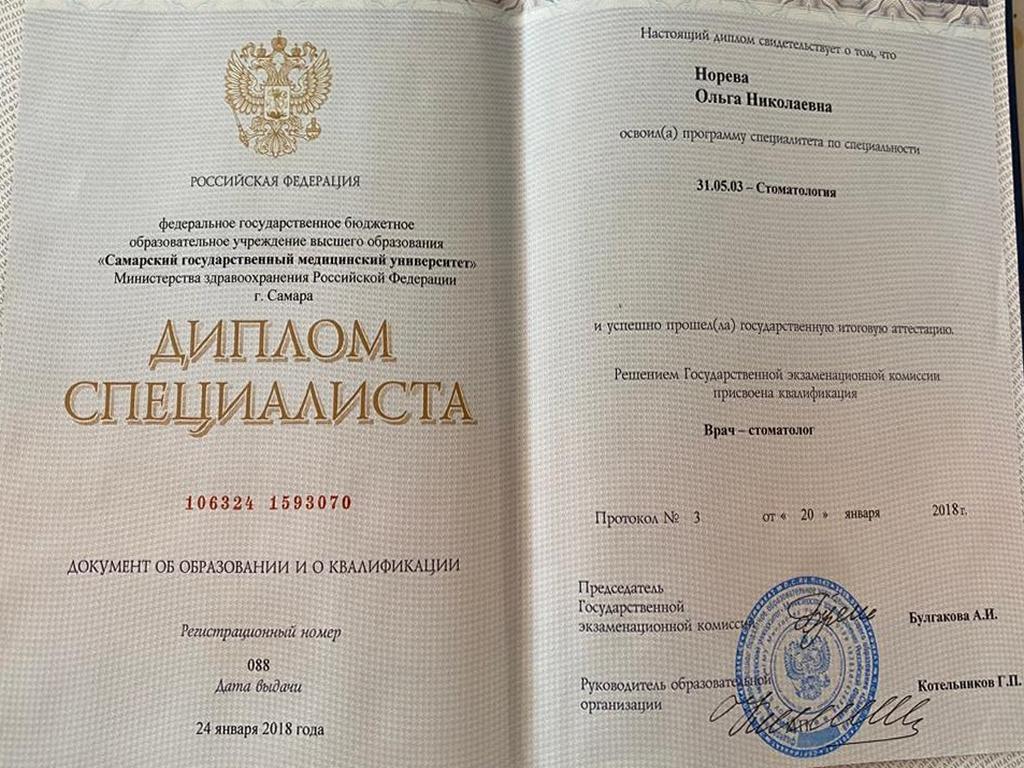 РОССИЙСКАЯ ФЕДЕРАЦИЯ
федеральное государственное бюджетное
образовательное учреждение высшего образования
«Самарский государственный медицинский университет»
Министерства здравоохранения Российской Федерации
г. Самара
ДИПЛОМ
СПЕЦИАЛИСТА
106324 1593070
ДОКУМЕНТ ОБ ОБРАЗОВАНИИ И О КВАЛИФИКАЦИИ
Регистрационный номер
088
Дата выдачи
24 января 2018 года
Настоящий диплом свидетельствует о том, что
Норева
Ольга Николаевна
освоил(а) программу специалитета по специальности
31.05.03 – Стоматология
и успешно прошел(ла) государственную итоговую аттестацию.
Решением Государственной экзаменационной комиссии
присвоена квалификация
Врач – стоматолог
Протокол № 3 от « 20 » января 2018 г.
Председатель
Государственной
экзаменационной комиссии
Булгакова А.И.
Руководитель образовательной
организации
Котельников Г.П.